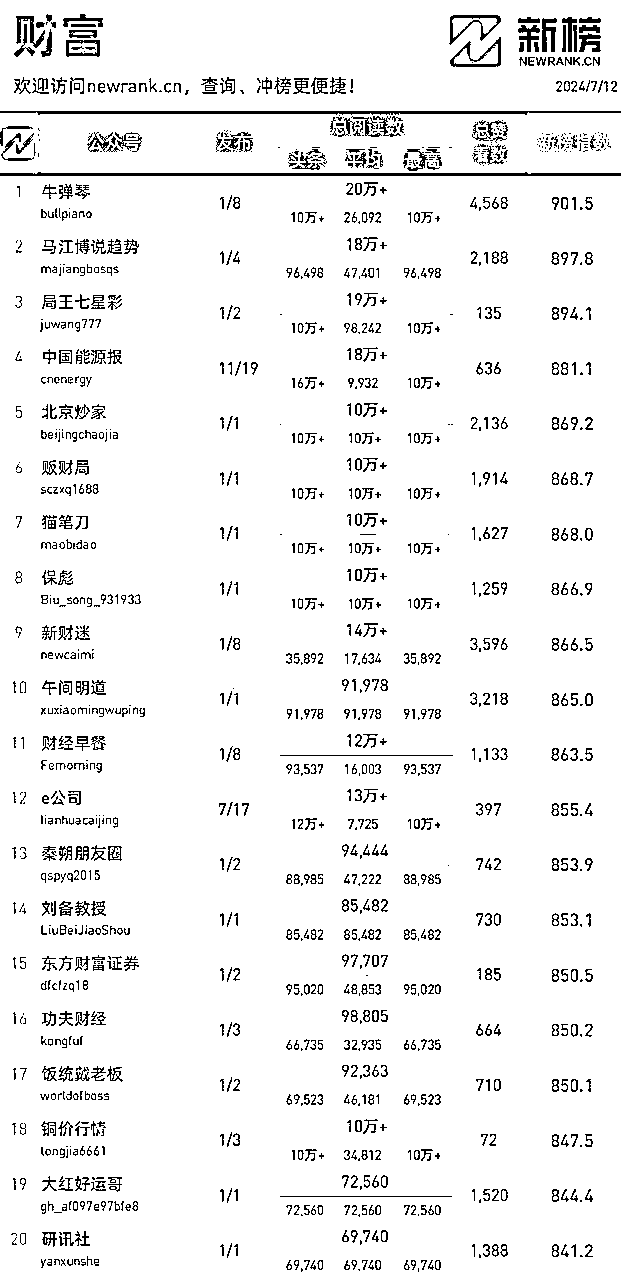 财富
新榜
NEWRANK.CN
欢迎访问newrank.cn，查询、冲榜更便捷！
2024/7/12
公众号 发布 总阅读数 总赞着数 新榜指数
头条 平均 最高
1 牛弹琴 bullpiano 1/8 20万+ 10万+ 26,092 10万+ 4,568 901.5
2 马江博说趋势 majiangbosqs 1/4 18万+ 96,498 47,401 96,498 2,188 897.8
3 局王七星彩 juwang777 1/2 19万+ 10万+ 98,242 10万+ 135 894.1
4 中国能源报 cnenergy 11/19 18万+ 16万+ 9,932 10万+ 636 881.1
5 北京炒家 beijingchaojia 1/1 10万+ 10万+ 10万+ 10万+ 2,136 869.2
6 贩财局 sczxq1688 1/1 10万+ 10万+ 10万+ 10万+ 1,914 868.7
7 猫笔刀 maobidao 1/1 10万+ 10万+ 10万+ 10万+ 1,627 868.0
8 保彪 Biu_song_931933 1/1 10万+ 10万+ 10万+ 10万+ 1,259 866.9
9 新财迷 newcaimi 1/8 14万+ 35,892 17,634 35,892 3,596 866.5
10 午间明道 xuxiaomingwuping 1/1 91,978 91,978 91,978 91,978 3,218 865.0
11 财经早餐 Femorning 1/8 12万+ 93,537 16,003 93,537 1,133 863.5
12 e公司 lianhuacaijing 7/17 13万+ 12万+ 7,725 10万+ 397 855.4
13 秦朔朋友圈 qspyq2015 1/2 94,444 88,985 47,222 88,985 742 853.9
14 刘备教授 LiuBeiJiaoShou 1/1 85,482 85,482 85,482 85,482 730 853.1
15 东方财富证券 dfcfzq18 1/2 97,707 95,020 48,853 95,020 185 850.5
16 功夫财经 kongfuf 1/3 98,805 66,735 32,935 66,735 664 850.2
17 饭统戴老板 worldofboss 1/2 92,363 69,523 46,181 69,523 710 850.1
18 铜价行情 tongjia6661 1/3 10万+ 10万+ 34,812 10万+ 72 847.5
19 大红好运哥 gh_af097e97bfe8 1/1 72,560 72,560 72,560 72,560 1,520 844.4
20 研讯社 yanxunshe 1/1 69,740 69,740 69,740 69,740 1,388 841.2